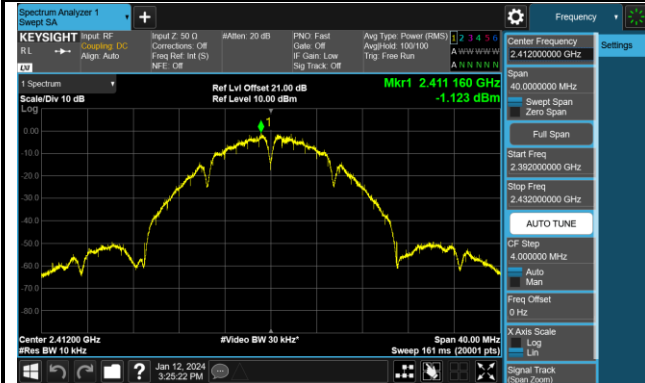 Spectrum Analyzer 1
Swept SA
+
Frequency
KEYSIGHT
RL
LXI
Input: RF
Coupling: DC
Align: Auto
Input Z: 50 Ω
Corrections: Off
Freq Ref: Int (S)
NFE: Off
#Atten: 20 dB
PNO: Fast
Gate: Off
IF Gain: Low
Sig Track: Off
Avg Type: Power (RMS)
Avg|Hold: 100/100
Trig: Free Run
1 2 3 4 5 6
A W W W W W
A N N N N N
1 Spectrum
Scale/Div 10 dB
Ref Lvl Offset 21.00 dB
Ref Level 10.00 dBm
Mkr1 2.411 160 GHz
-1.123 dBm
Log
1
0.00
-10.0
-20.0
-30.0
-40.0
-50.0
-60.0
-70.0
-80.0
Center 2.41200 GHz
#Res BW 10 kHz
#Video BW 30 kHz*
Span 40.00 MHz
Sweep 161 ms (20001 pts)
Jan 12, 2024
3:25:22 PM
?
Center Frequency
2.412000000 GHz
Settings
Span
40.0000000 MHz
Swept Span
Zero Span
Full Span
Start Freq
2.392000000 GHz
Stop Freq
2.432000000 GHz
AUTO TUNE
CF Step
4.000000 MHz
Auto
Man
Freq Offset
0 Hz
X Axis Scale
Log
Lin
Signal Track
(Span Zoom)